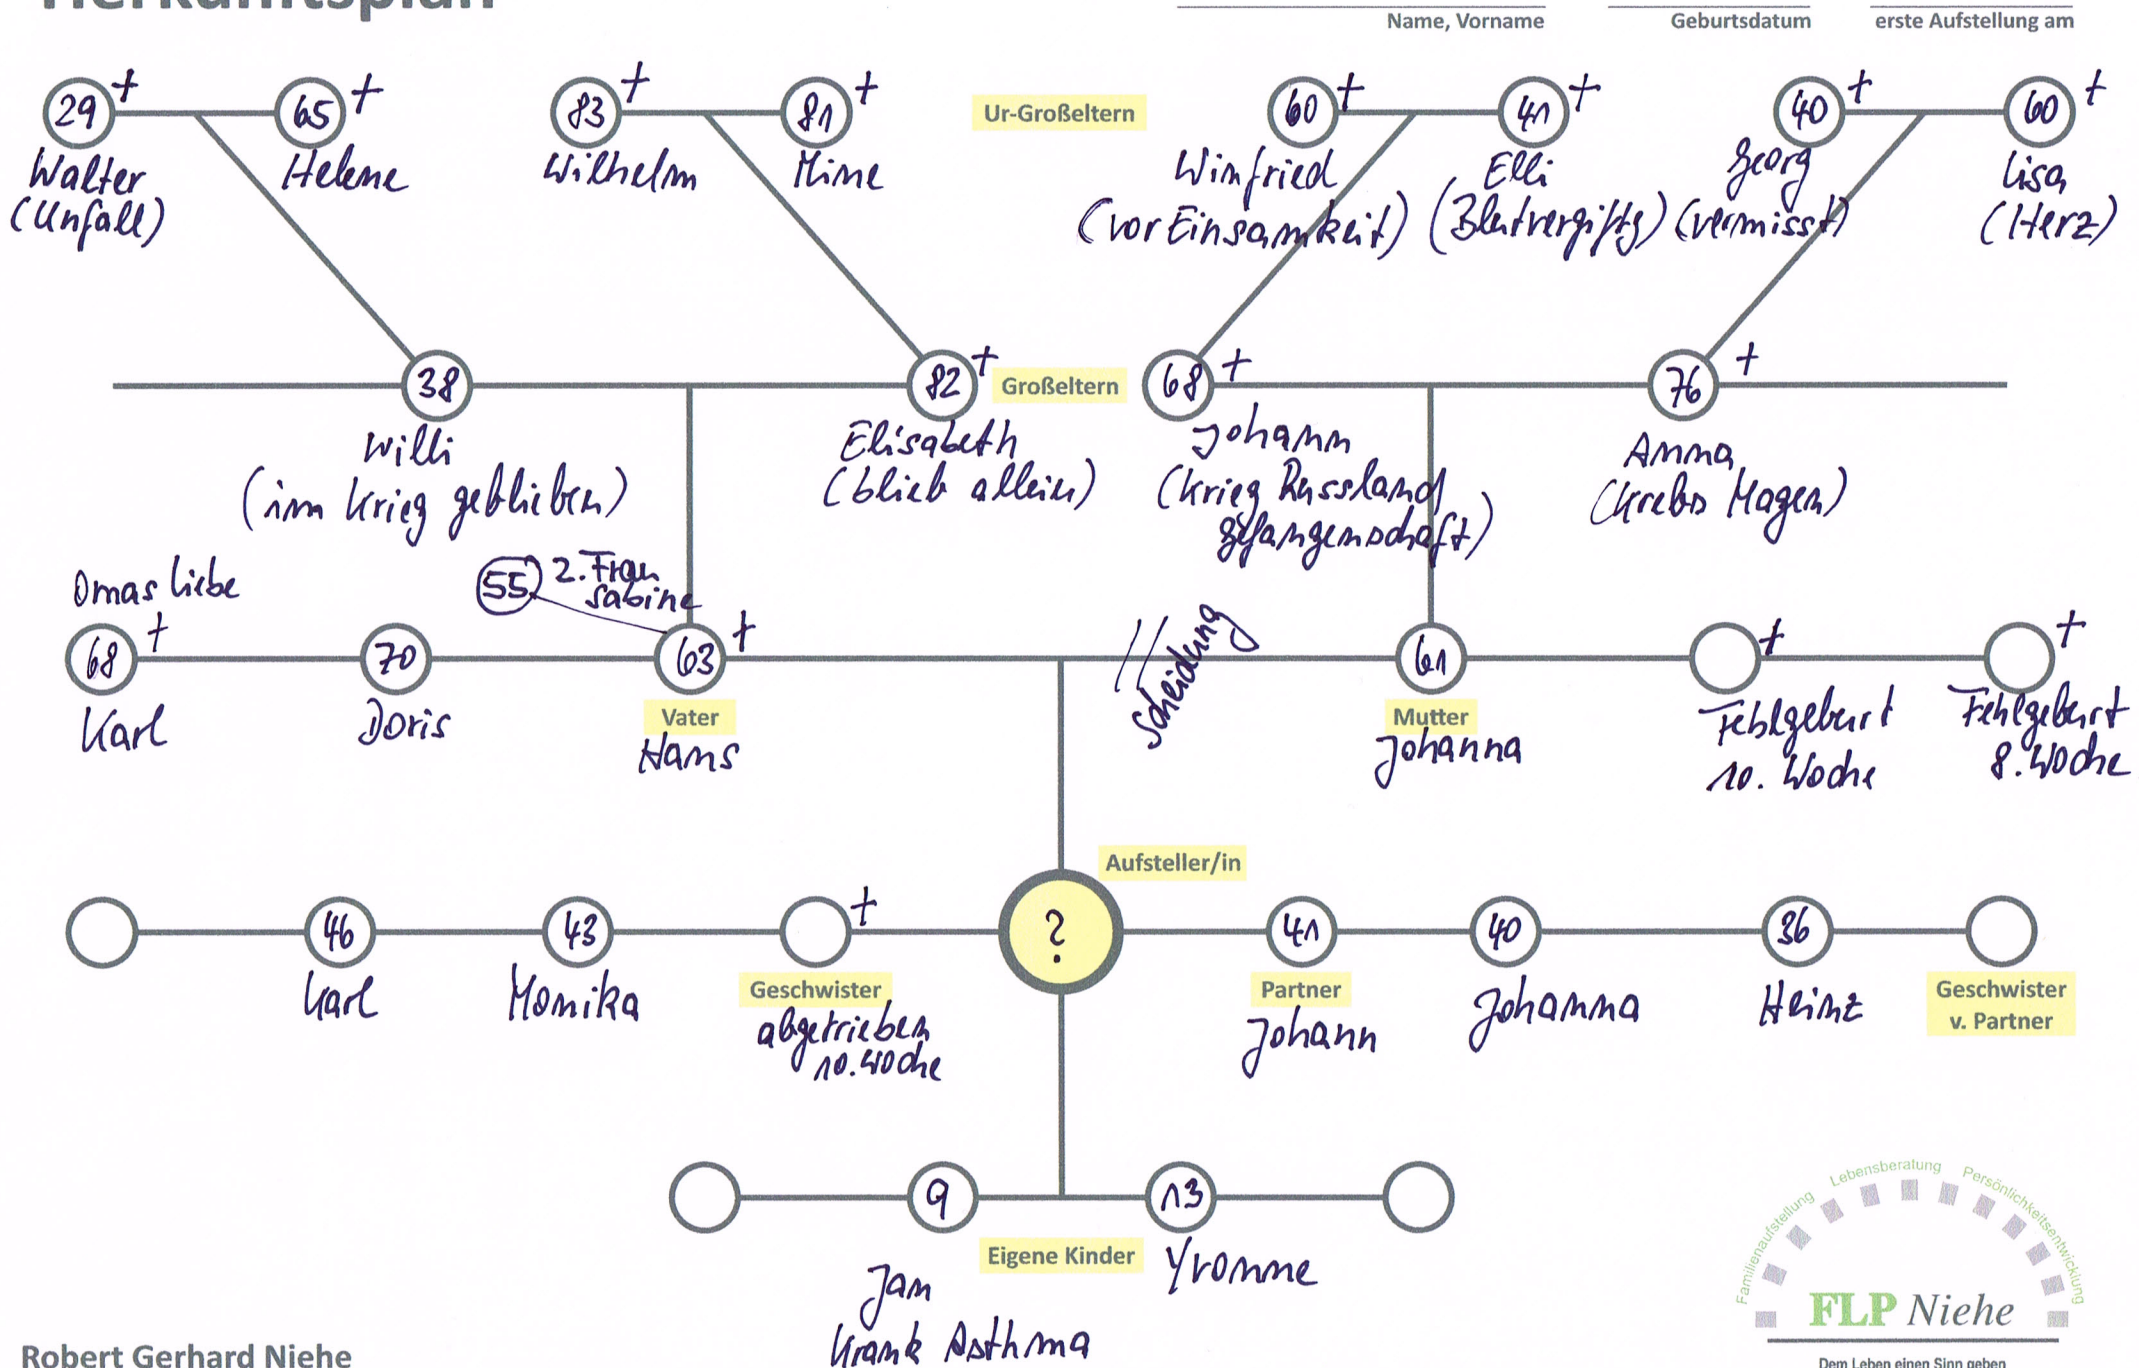 Herkunftsplan
Name, Vorname
Geburtsdatum
erste Aufstellung am
29 +
65 +
83 +
81 +
Ur-Großeltern
60 +
41 +
40 +
60 +
Walter
(Unfall)
Helene
Wilhelm
Mine
Winfried
(vor Einsamkeit)
Elli
(Blutvergiftg)
Georg
(vermisst)
Lisa
(Herz)
38
82 +
Großeltern
68 +
76 +
Willi
(im Krieg geblieben)
Elisabeth
(blieb allein)
Johann
(Krieg Russland
gefangenschaft)
Anna
(Krebs Magen)
Omas liebe
55
2. Frau
Sabine
68 +
70
63 +
// Scheidung
61
+
+
Karl
Doris
Vater
Hans
Mutter
Johanna
Fehlgeburt
10. Woche
Fehlgeburt
8. Woche
Aufsteller/in
46
43
+
?
41
40
36
Karl
Monika
Geschwister
abgetrieben
10. Woche
Partner
Johann
Johanna
Heinz
Geschwister
v. Partner
9
13
Eigene Kinder
Jan
Krank Asthma
Yvonne
Familienaufstellung Lebensberatung Persönlichkeitsentwicklung
FLP Niehe
Dem Leben einen Sinn geben
Robert Gerhard Niehe